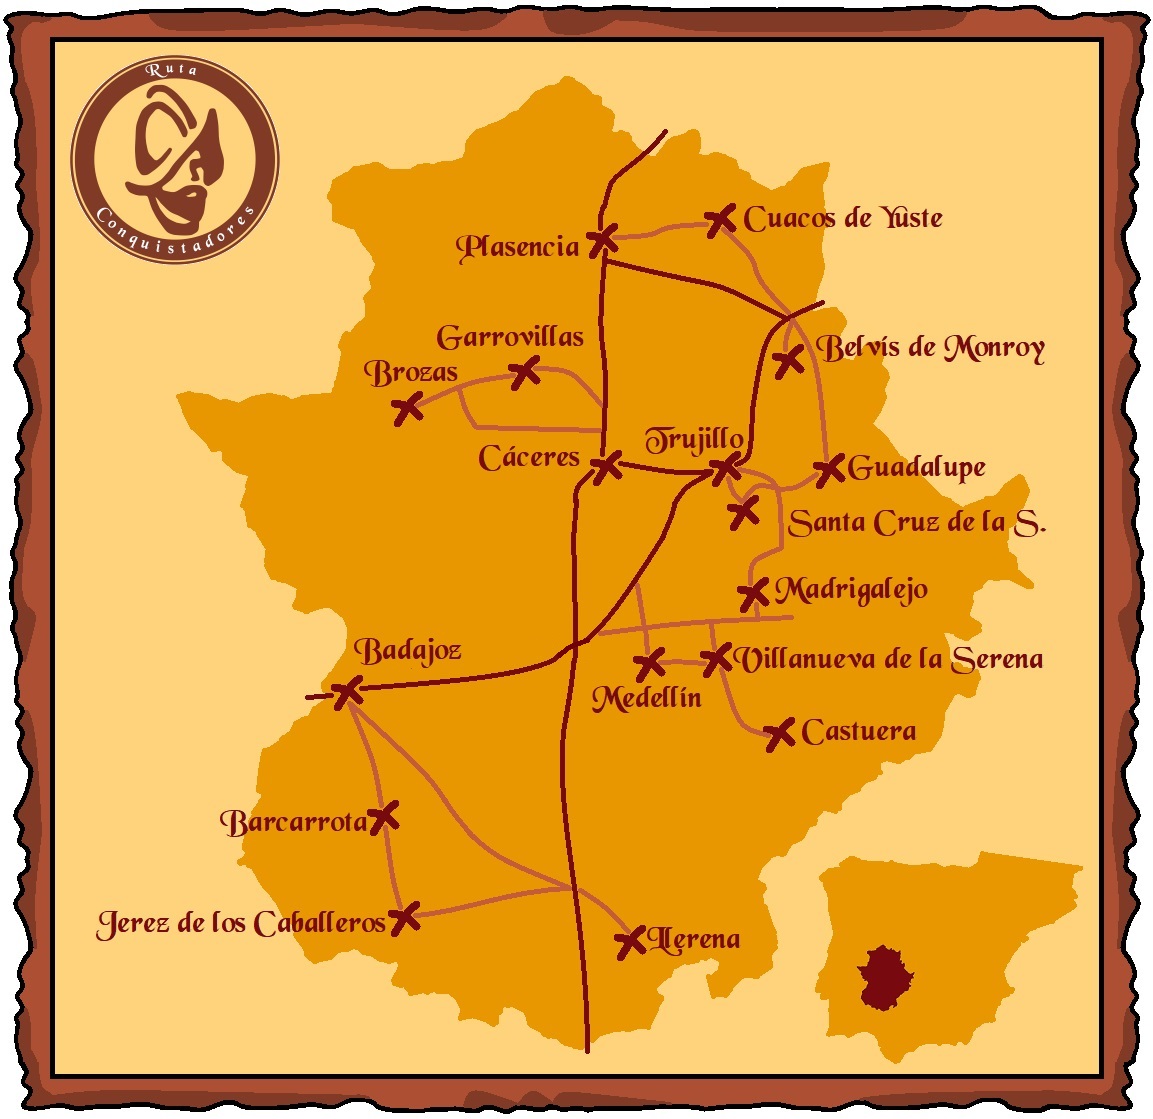 Ruta
Conquistadores
Cuacos de Yuste
Plasencia
Garrovillas
Belvís de Monroy
Brozas
Trujillo
Cáceres
Guadalupe
Santa Cruz de la S.
Madrigalejo
Badajoz
Villanueva de la Serena
Medellín
Castuera
Barcarrota
Jerez de los Caballeros
Llerena